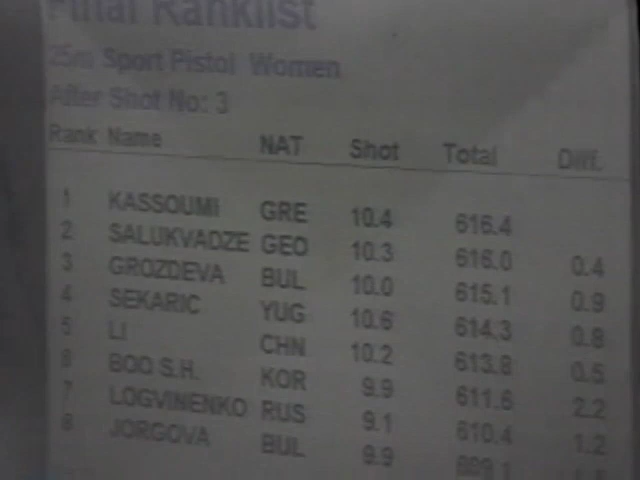 Final Ranklist
25m Sport Pistol Women
After Shot No: 3
Rank Name NAT Shot Total Diff.
1 KASSOUMI GRE 10.4 616.4
2 SALUKVADZE GEO 10.3 616.0 0.4
3 GROZDEVA BUL 10.0 615.1 0.9
4 SEKARIC YUG 10.6 614.3 0.8
5 LI CHN 10.2 613.8 0.5
6 BOO S.H. KOR 9.9 611.6 2.2
7 LOGVINENKO RUS 9.1 610.4 1.2
8 JORGOVA BUL 9.9